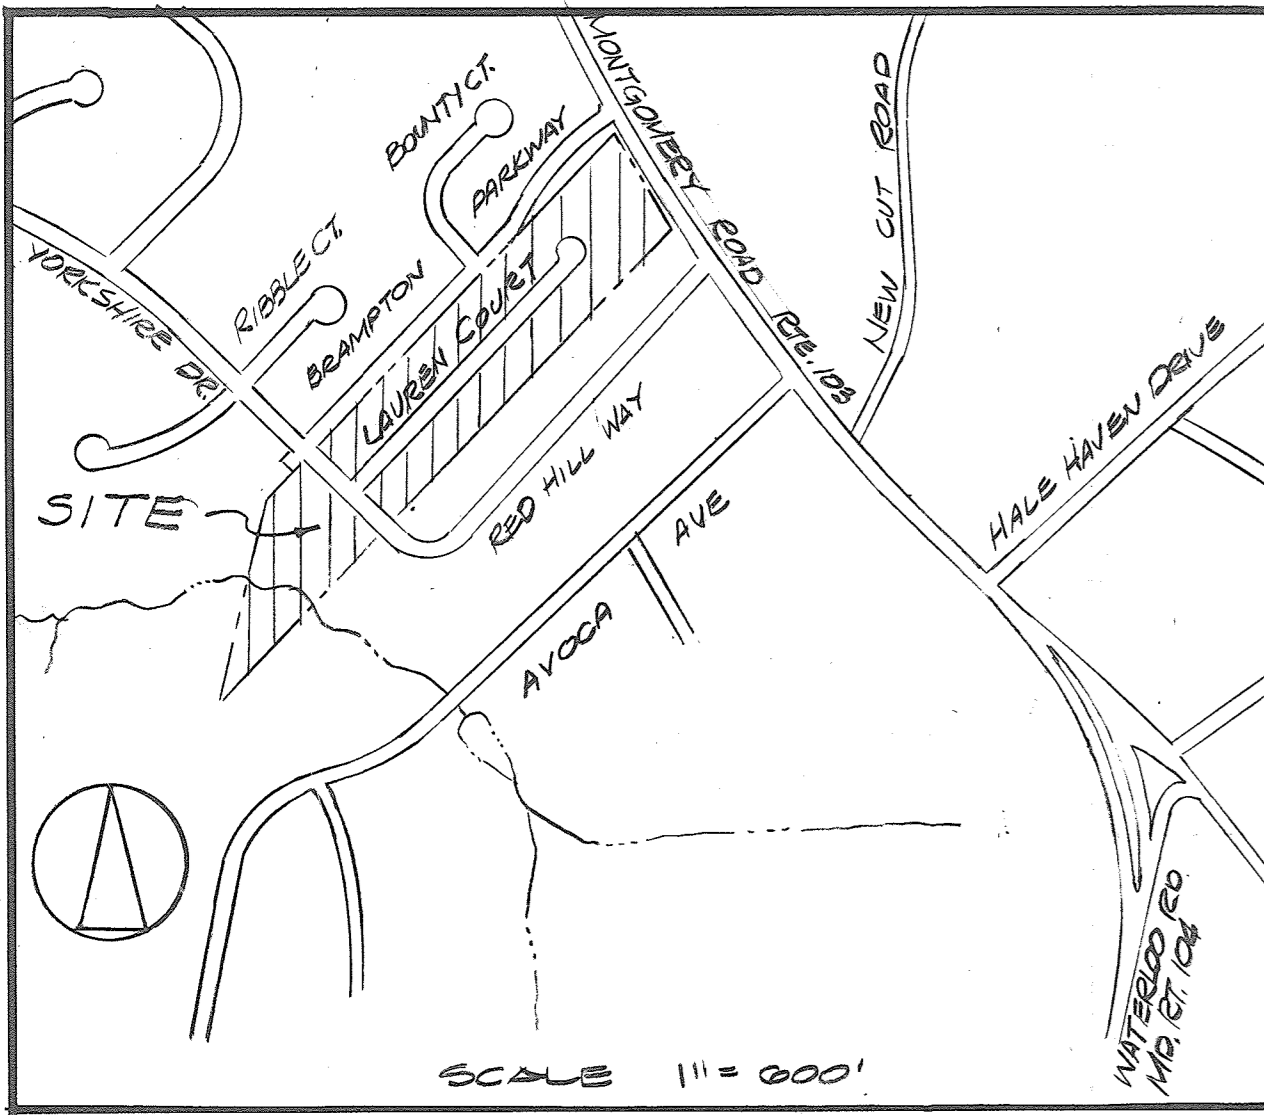 MONTGOMERY ROAD RTE. 103
NEW CUT ROAD
BOUNTY CT.
BRAMPTON PARKWAY
RIBBLE CT.
YORKSHIRE DR.
LAUREN COURT
HALE HAVEN DRIVE
RED HILL WAY
SITE
AVOCA AVE
WATERLOO RD
MD. RT. 104
SCALE 1" = 600'